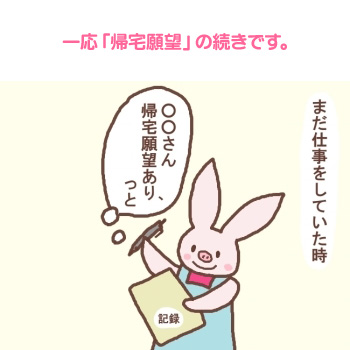 一応「帰宅願望」の続きです。
まだ仕事をしていた時
〇〇さん
帰宅願望あり、
っと
記録